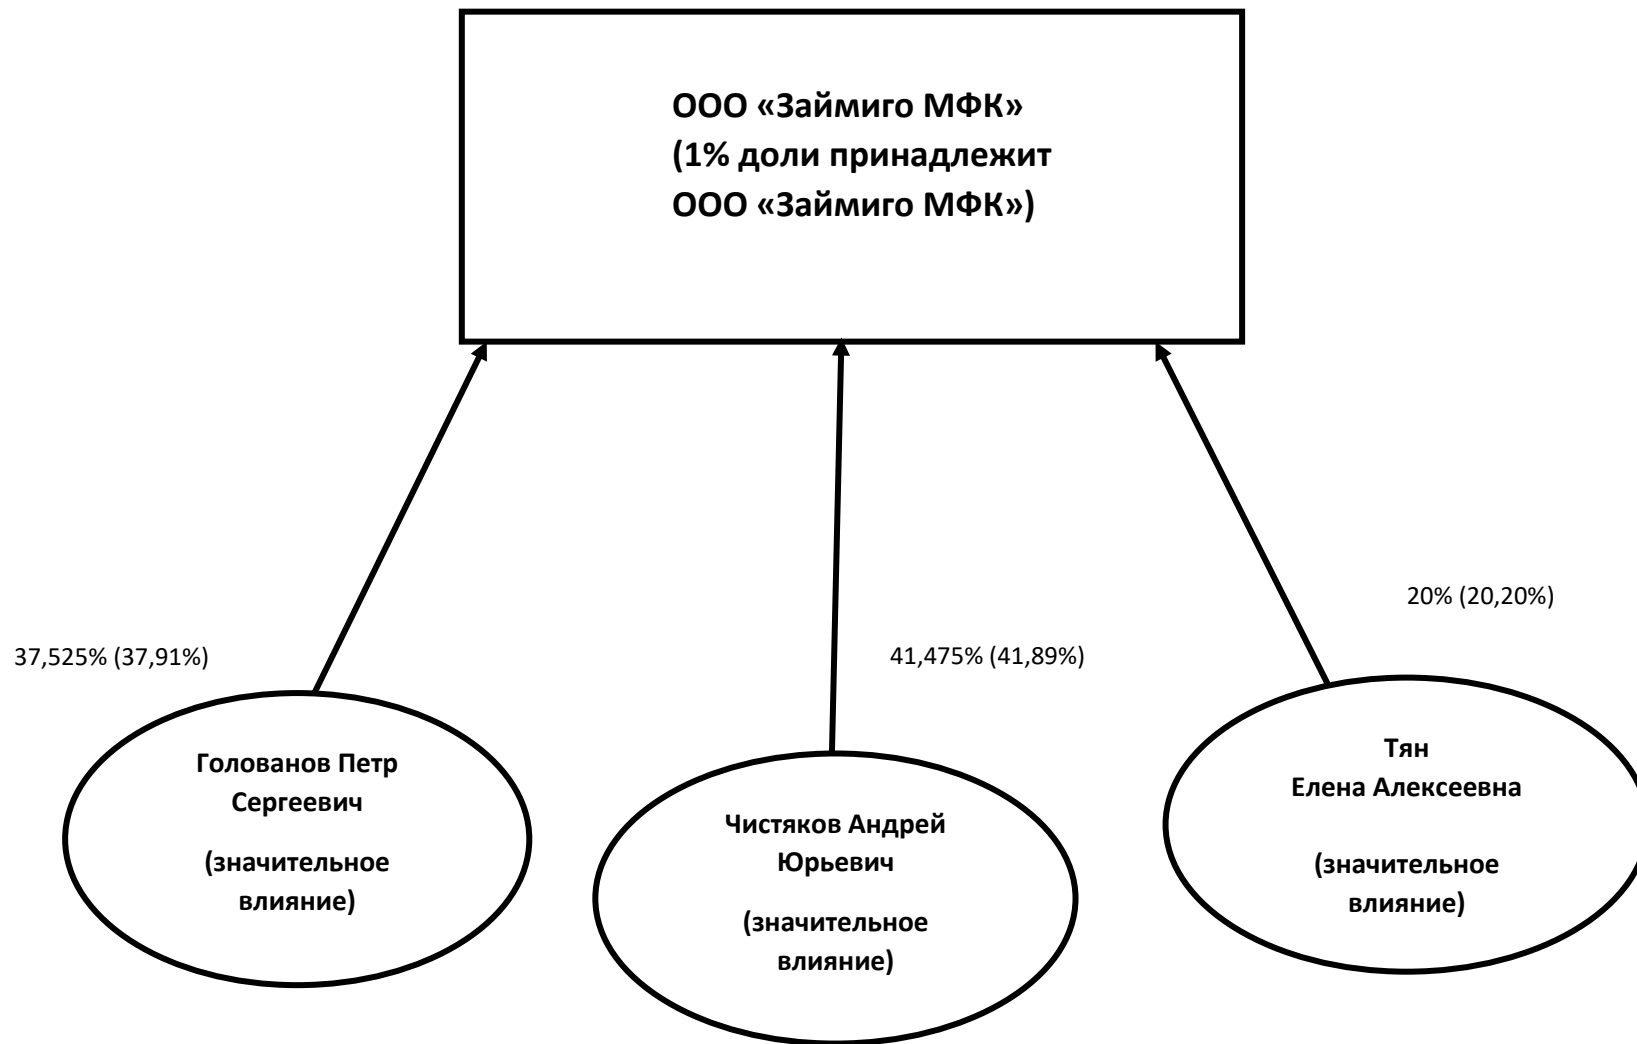 ООО «Займиго МФК»
(1% доли принадлежит
ООО «Займиго МФК»)
20% (20,20%)
37,525% (37,91%)
41,475% (41,89%)
Голованов Петр
Сергеевич
(значительное
влияние)
Чистяков Андрей
Юрьевич
(значительное
влияние)
Тян
Елена Алексеевна
(значительное
влияние)